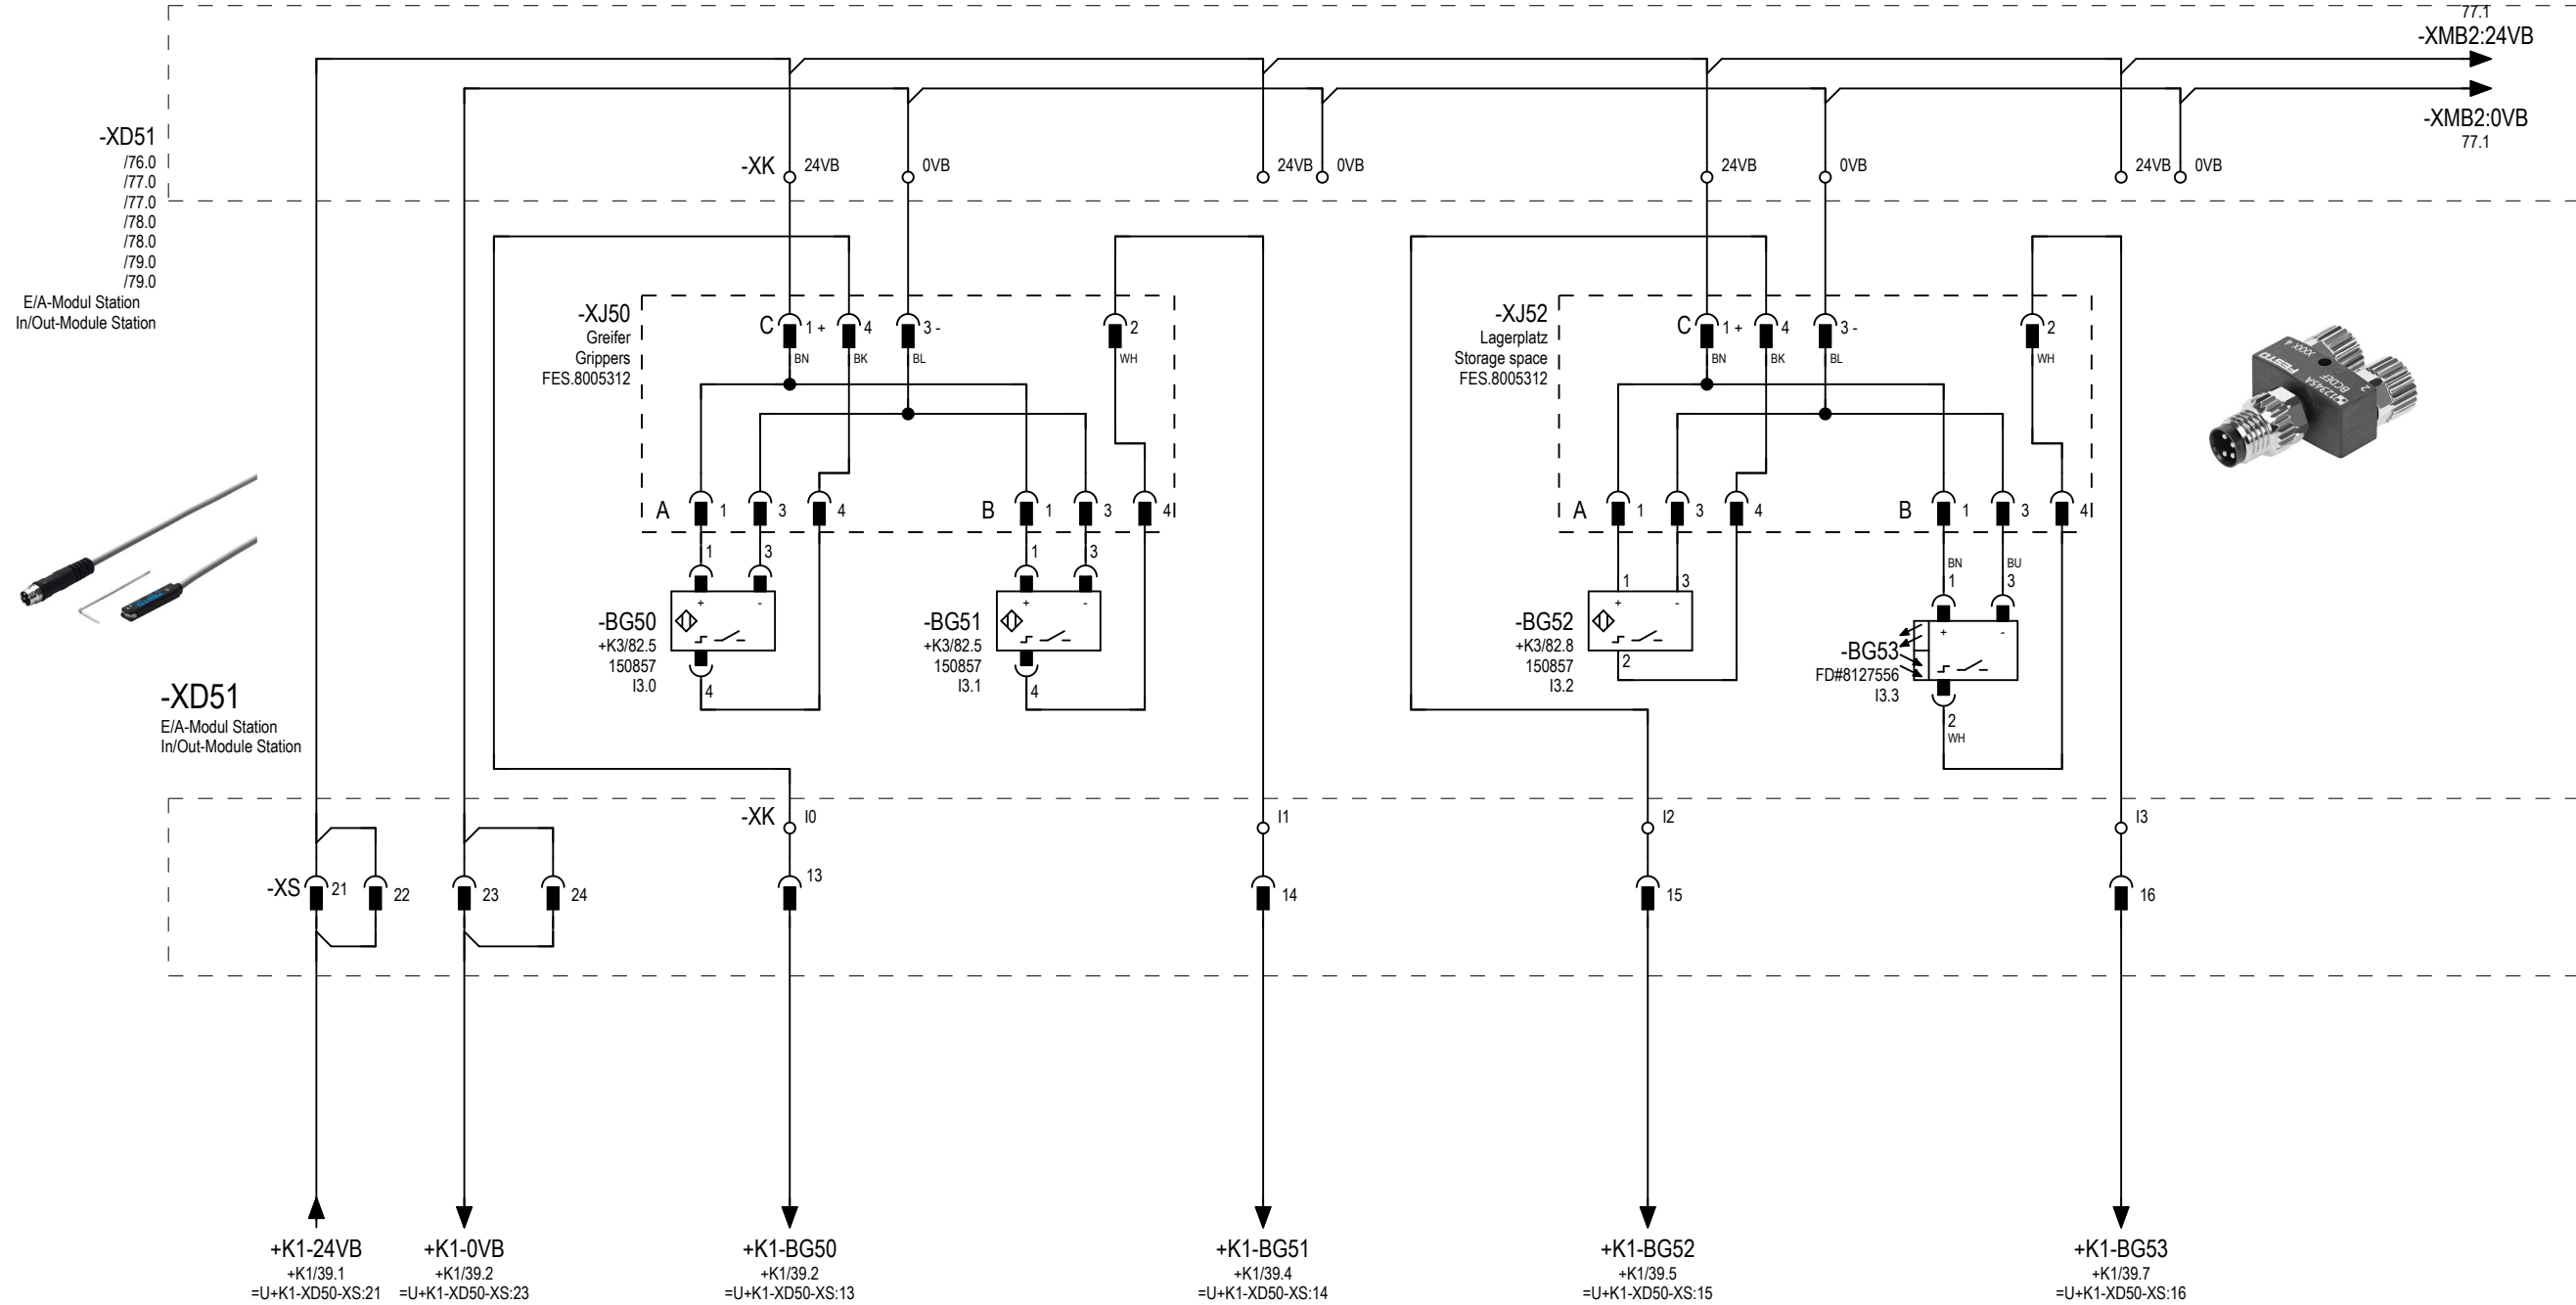 77.1
-XMB2:24VB
-XMB2:0VB
77.1
-XD51
/76.0
/77.0
/77.0
/78.0
/78.0
/79.0
/79.0
E/A-Modul Station
In/Out-Module Station
-XK 24VB 0VB 24VB 0VB 24VB 0VB 24VB 0VB
-XJ50
Greifer
Grippers
FES.8005312
C 1 + 4 3 - 2
BN BK BL WH
A 1 3 4 B 1 3 4
1 3 1 3
+ - + -
-BG50
+K3/82.5
150857
I3.0
4
-BG51
+K3/82.5
150857
I3.1
4
-XJ52
Lagerplatz
Storage space
FES.8005312
C 1 + 4 3 - 2
BN BK BL WH
A 1 3 4 B 1 3 4
1 3
+ -
-BG52
+K3/82.8
150857
I3.2
2
BN BU
1 3
+ -
-BG53
FD#8127556
I3.3
2
WH
FESTO
XXXX 4
12345A
BCDEF
2
-XD51
E/A-Modul Station
In/Out-Module Station
-XK I0 I1 I2 I3
-XS 21 22 23 24 13 14 15 16
+K1-24VB
+K1/39.1
=U+K1-XD50-XS:21
+K1-0VB
+K1/39.2
=U+K1-XD50-XS:23
+K1-BG50
+K1/39.2
=U+K1-XD50-XS:13
+K1-BG51
+K1/39.4
=U+K1-XD50-XS:14
+K1-BG52
+K1/39.5
=U+K1-XD50-XS:15
+K1-BG53
+K1/39.7
=U+K1-XD50-XS:16